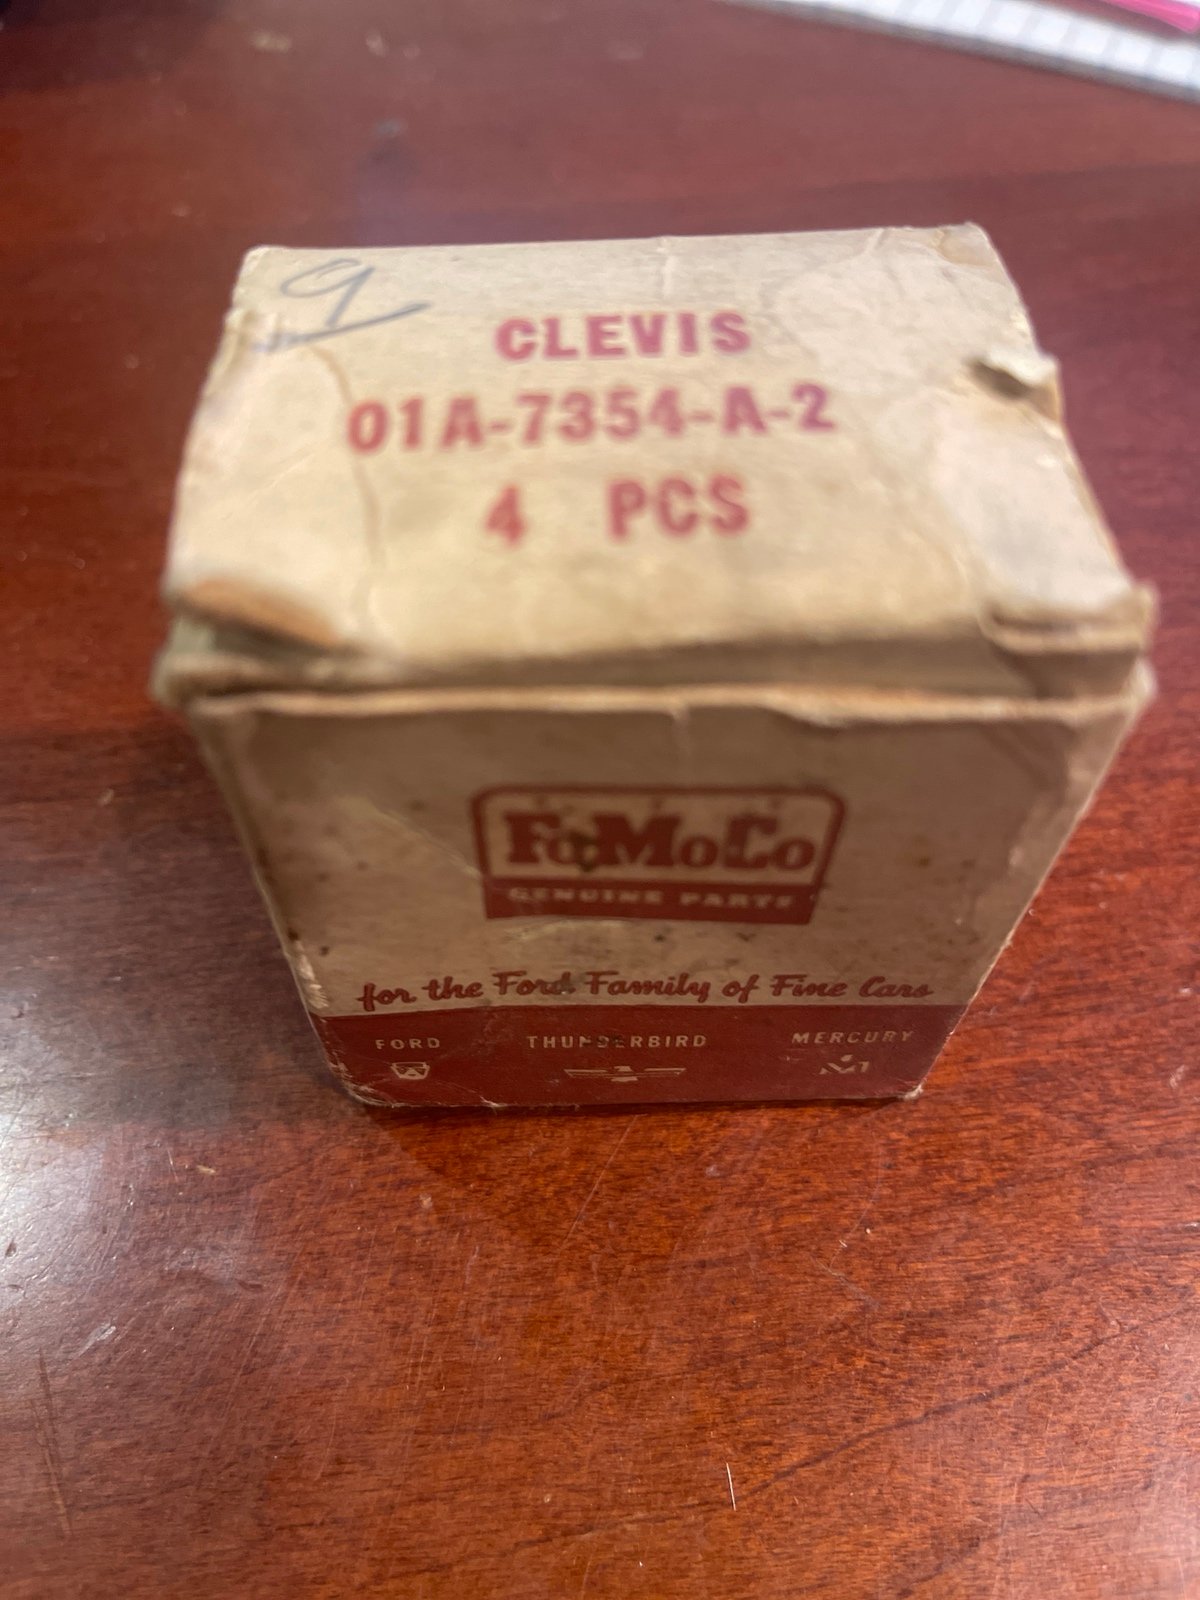 9
CLEVIS
01A-7354-A-2
4 PCS
FoMoCo
GENUINE PARTS
for the Ford Family of Fine Cars
FORD THUNDERBIRD MERCURY
M